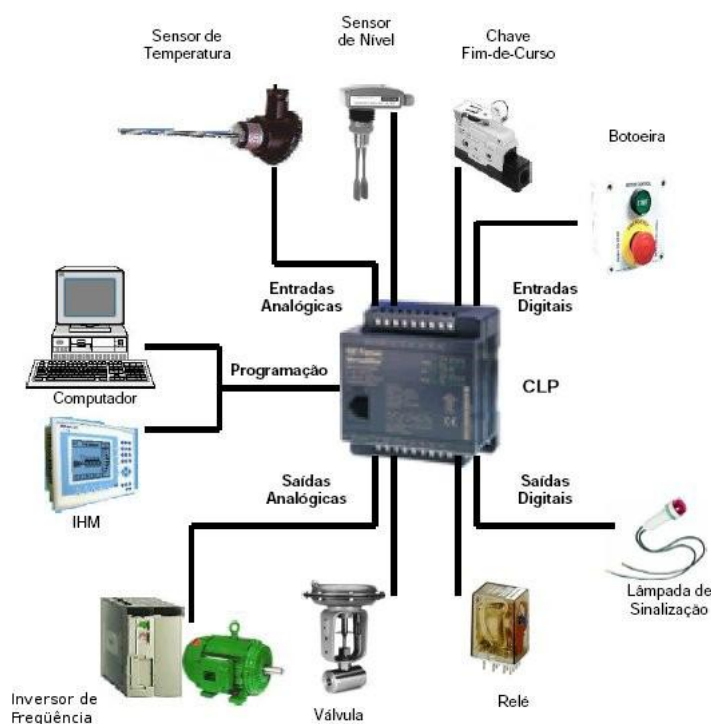 Sensor de
Temperatura
Sensor
de Nível
Chave
Fim-de-Curso
Botoeira
Entradas
Analógicas
Entradas
Digitais
Programação
CLP
Computador
IHM
Saídas
Analógicas
Saídas
Digitais
Lâmpada de
Sinalização
Inversor de
Freqüência
Válvula
Relé